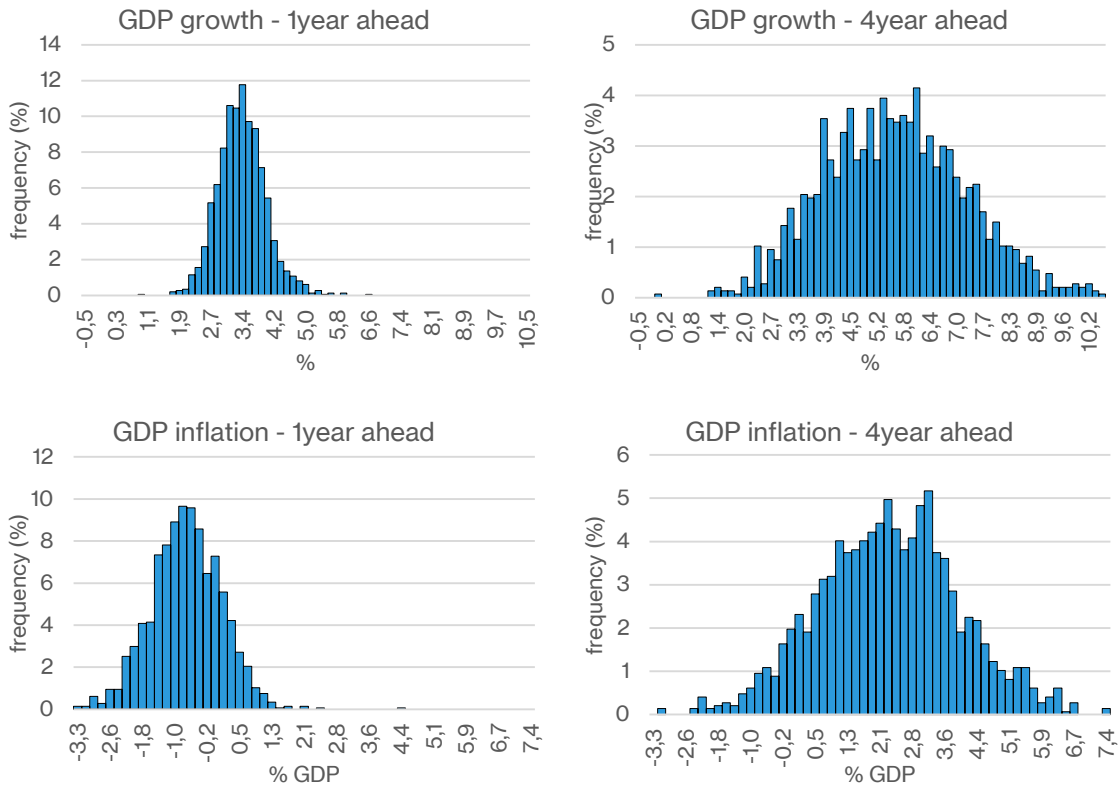 GDP growth - 1year ahead
14
12
10
8
6
4
2
0
frequency (%)
-0,5 0,3 1,1 1,9 2,7 3,4 4,2 5,0 5,8 6,6 7,4 8,1 8,9 9,7 10,5
%
GDP growth - 4year ahead
5
4
3
2
1
0
frequency (%)
-0,5 0,2 0,8 1,4 2,0 2,7 3,3 3,9 4,5 5,2 5,8 6,4 7,0 7,7 8,3 8,9 9,6 10,2
%
GDP inflation - 1year ahead
12
10
8
6
4
2
0
frequency (%)
-3,3 -2,6 -1,8 -1,0 -0,2 0,5 1,3 2,1 2,8 3,6 4,4 5,1 5,9 6,7 7,4
% GDP
GDP inflation - 4year ahead
6
5
4
3
2
1
0
frequency (%)
-3,3 -2,6 -1,8 -1,0 -0,2 0,5 1,3 2,1 2,8 3,6 4,4 5,1 5,9 6,7 7,4
% GDP